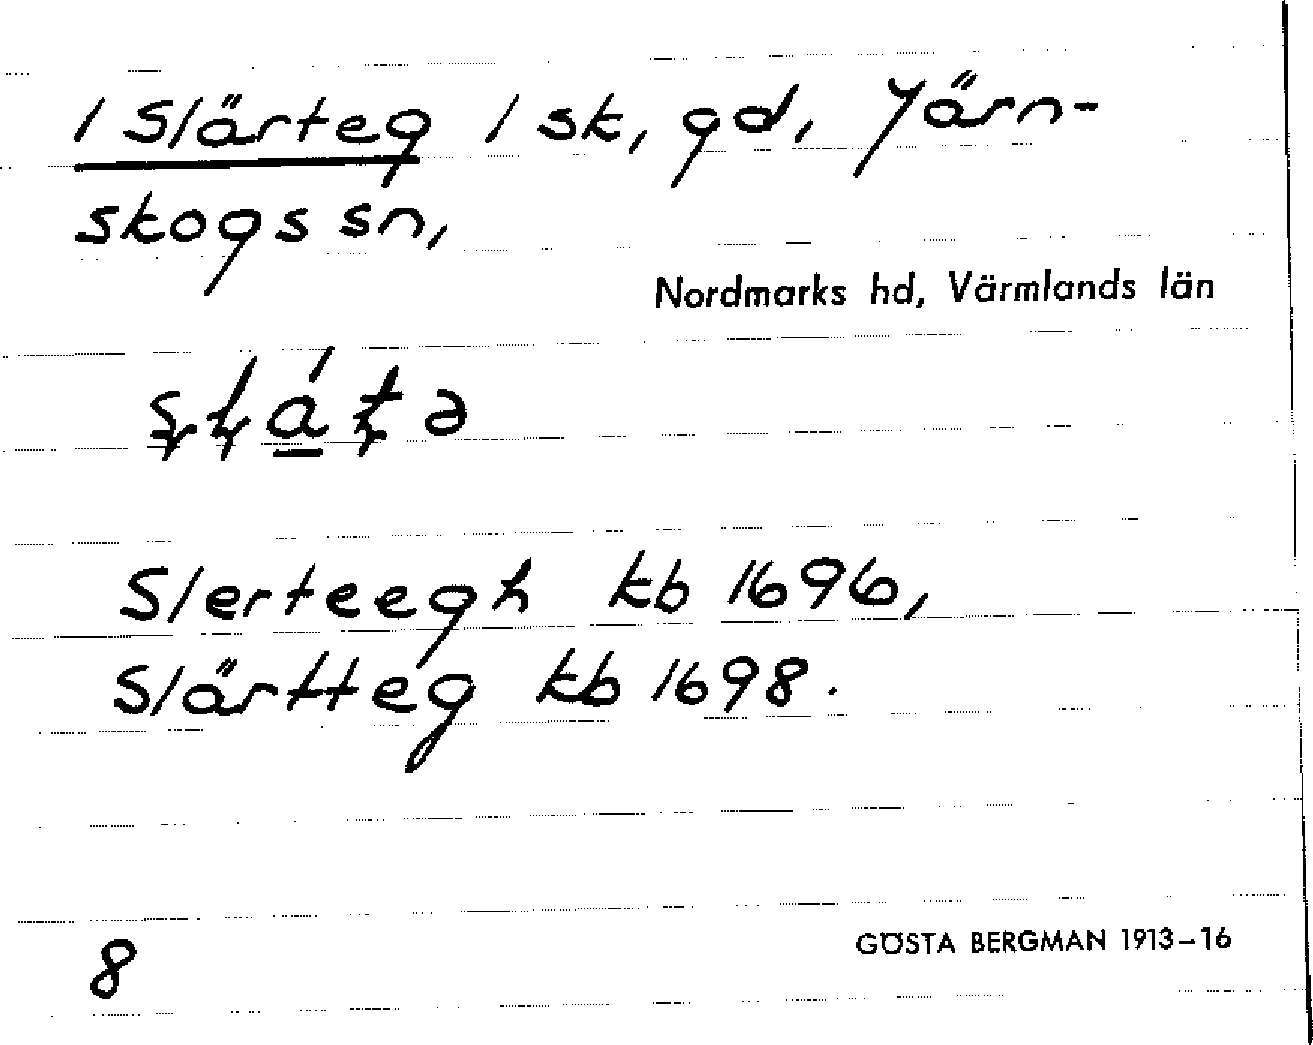 1 Slärteg 1 sk, gd, Järn-
skogs sn,
Nordmarks hd, Värmlands län
Slerteegh kb 1696,
Slärtteg kb 1698.
8
GÖSTA BERGMAN 1913–16